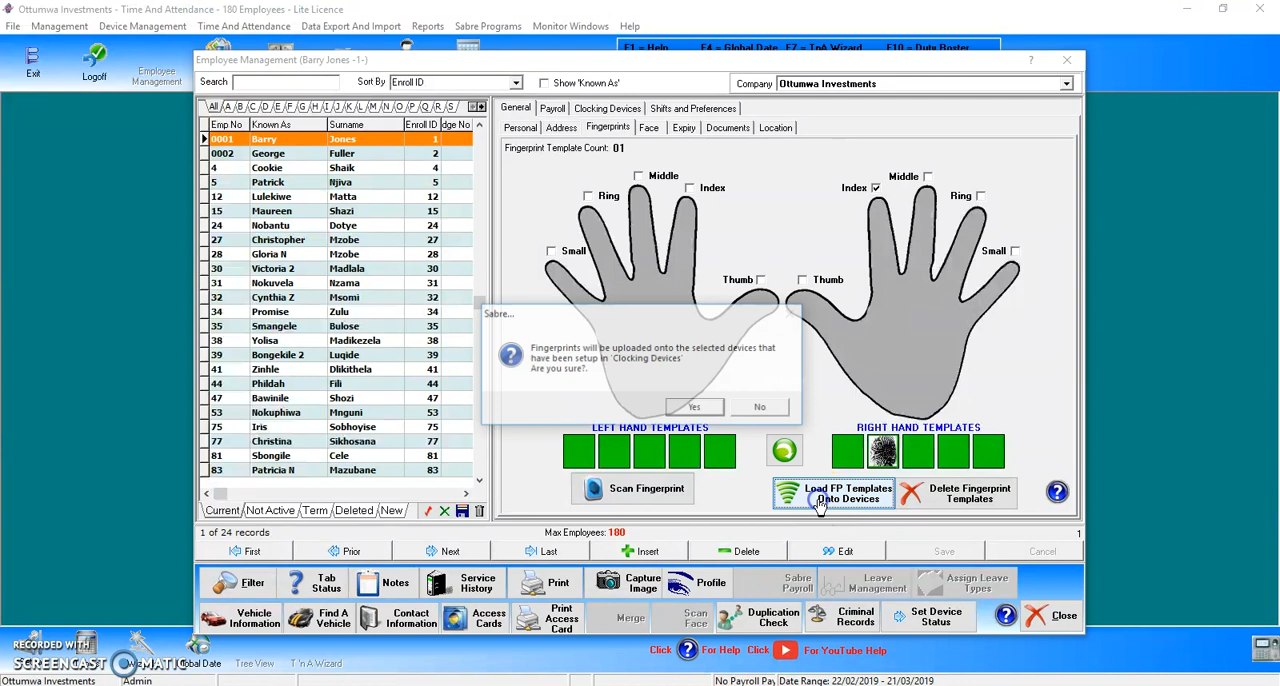 Ottumwa Investments - Time And Attendance - 180 Employees - Lite Licence
File Management Device Management Time And Attendance Data Export And Import Reports Sabre Programs Monitor Windows Help
Exit Logoff Employee Management
F1 = Help F4 = Global Date F7 = TnA Wizard F10 = Duty Roster
Employee Management (Barry Jones -1-)
Search Sort By Enroll ID Show 'Known As' Company Ottumwa Investments
All A B C D E F G H I J K L M N O P Q R S
General Payroll Clocking Devices Shifts and Preferences
Personal Address Fingerprints Face Expiry Documents Location
Emp No Known As Surname Enroll ID dge No
0001 Barry Jones 1
0002 George Fuller 2
4 Cookie Shaik 4
5 Patrick Njiva 5
12 Lulekiwe Matta 12
15 Maureen Shazi 15
24 Nobantu Dotye 24
27 Christopher Mzobe 27
28 Gloria N Mzobe 28
30 Victoria 2 Madlala 30
31 Nokuvela Nzama 31
32 Cynthia Z Msomi 32
34 Promise Zulu 34
35 Smangele Bulose 35
38 Yolisa Madikezela 38
39 Bongekile 2 Luqide 39
41 Zinhle Dlikitlela 41
44 Phildah Fili 44
47 Bawinile Shozi 47
53 Nokuphiwa Mnguni 53
75 Iris Sobhoyise 75
77 Christina Sikhosana 77
81 Sbongile Cele 81
83 Patricia N Mazubane 83
Current Not Active Term Deleted New
Fingerprint Template Count: 01
Small Ring Middle Index Thumb
Thumb Index Middle Ring Small
Sabre...
Fingerprints will be uploaded onto the selected devices that
have been setup in 'Clocking Devices'
Are you sure?.
Yes No
LEFT HAND TEMPLATES RIGHT HAND TEMPLATES
Scan Fingerprint
Load FP Templates
Onto Devices
Delete Fingerprint
Templates
1 of 24 records Max Employees: 180 1
First Prior Next Last Insert Delete Edit Save Cancel
Filter Tab Status Notes Service History Print Capture Image Profile Sabre Payroll Leave Management Assign Leave Types
Vehicle Information Find A Vehicle Contact Information Access Cards Print Access Card Merge Scan Face Duplication Check Criminal Records Set Device Status Close
Click For Help Click For YouTube Help
RECORDED WITH
SCREENCAST MATIC
Global Date Tree View T 'n A Wizard
Ottumwa Investments Admin No Payroll Pay Date Range: 22/02/2019 - 21/03/2019